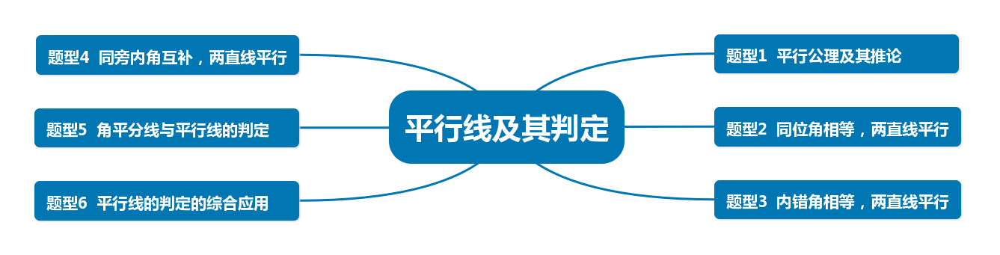 平行线及其判定
题型1 平行公理及其推论
题型2 同位角相等，两直线平行
题型3 内错角相等，两直线平行
题型4 同旁内角互补，两直线平行
题型5 角平分线与平行线的判定
题型6 平行线的判定的综合应用